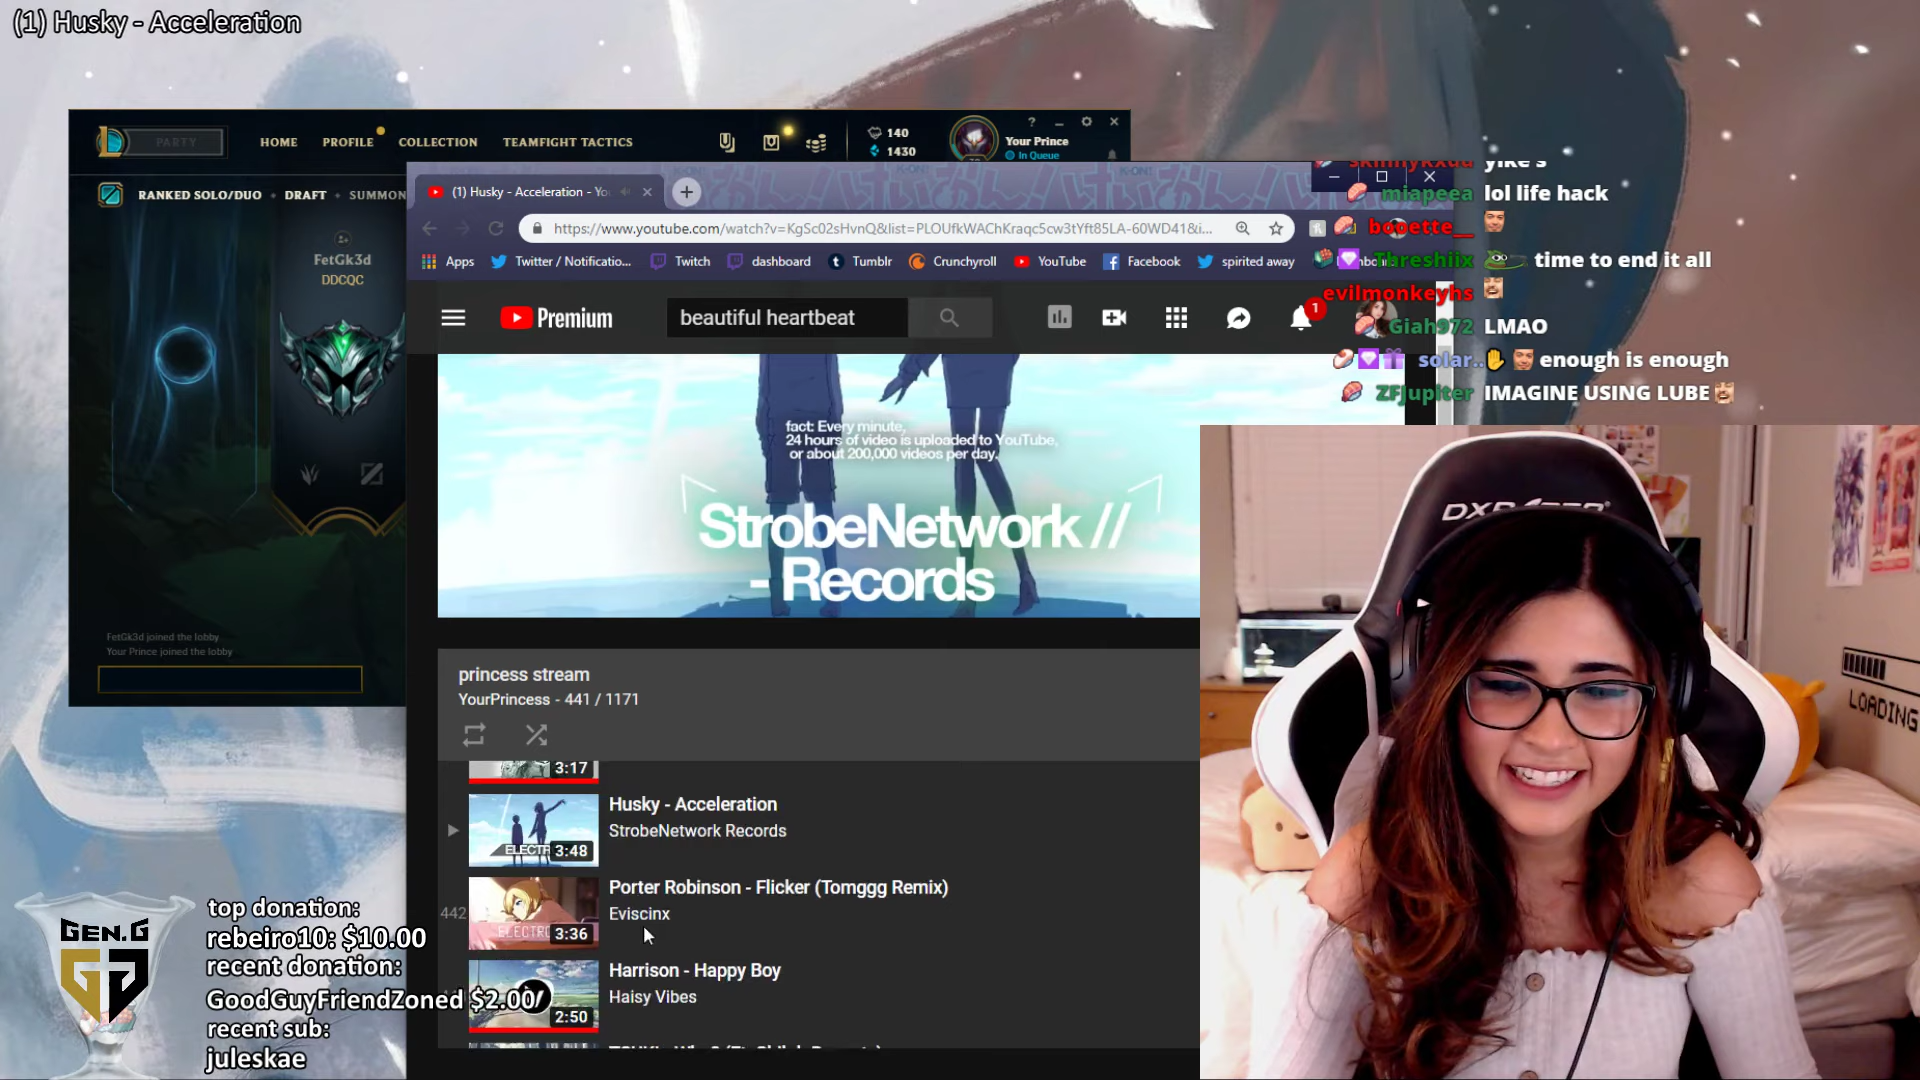 (1) Husky - Acceleration
PARTY
HOME
PROFILE
COLLECTION
TEAMFIGHT TACTICS
140
1430
?
Your Prince
In Queue
RANKED SOLO/DUO • DRAFT • SUMMON
FetGk3d
DDCQC
FetGk3d joined the lobby
Your Prince joined the lobby
(1) Husky - Acceleration - Yo
https://www.youtube.com/watch?v=KgSc02sHvnQ&list=PLOUfkWAChKraqc5cw3tYft85LA-60WD41&i...
Apps
Twitter / Notificatio...
Twitch
dashboard
Tumblr
Crunchyroll
YouTube
Facebook
spirited away
Premium
beautiful heartbeat
1
yike's
miapeea lol life hack
booette__
Threshiix time to end it all
evilmonkeyhs
Giah972 LMAO
solar.. enough is enough
ZFJupiter IMAGINE USING LUBE
fact: Every minute,
24 hours of video is uploaded to YouTube,
or about 200,000 videos per day.
StrobeNetwork //
- Records
princess stream
YourPrincess - 441 / 1171
3:17
Husky - Acceleration
StrobeNetwork Records
ELECTR
3:48
442
Porter Robinson - Flicker (Tomggg Remix)
Eviscinx
ELECTRO
3:36
Harrison - Happy Boy
Haisy Vibes
2:50
LOADING
GEN.G
top donation:
rebeiro10: $10.00
recent donation:
GoodGuyFriendZoned $2.00
recent sub:
juleskae